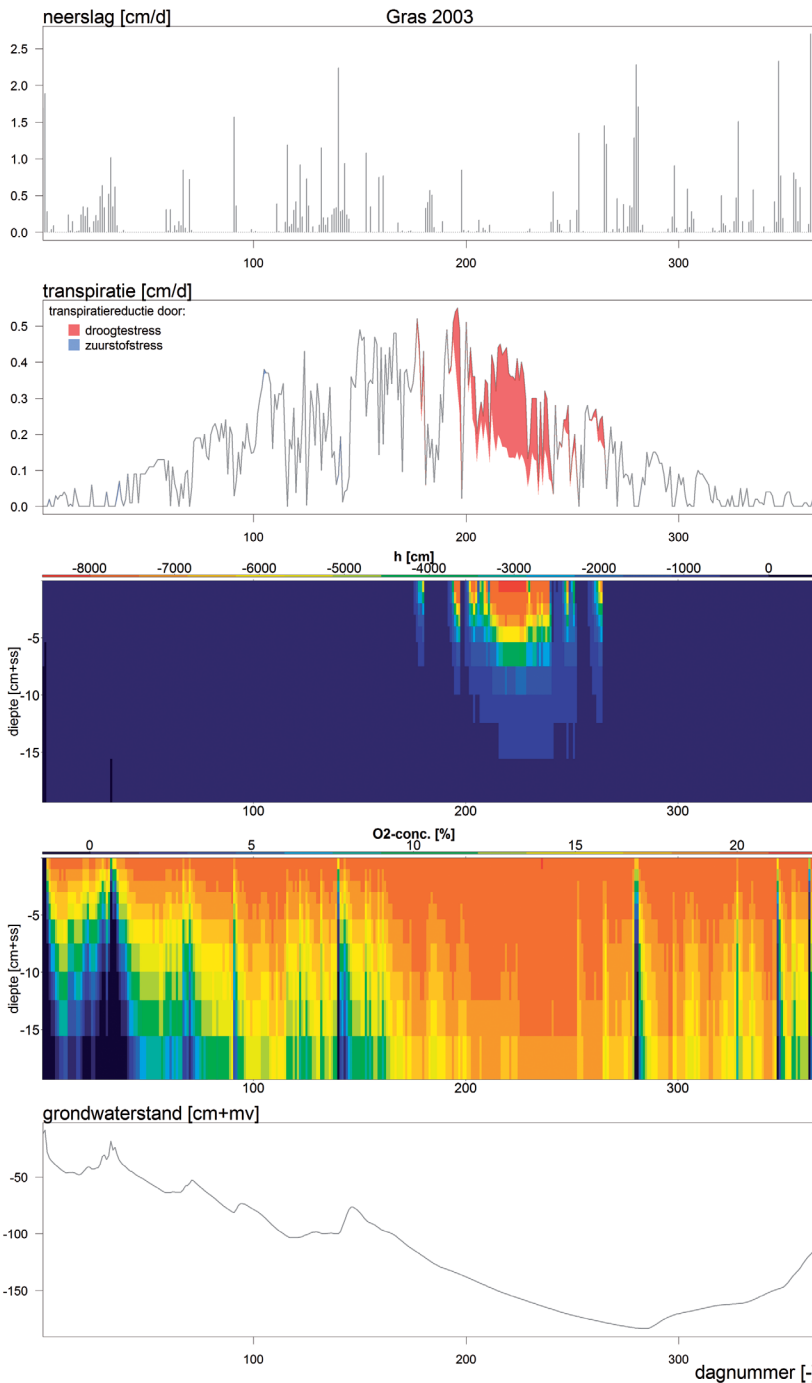 neerslag [cm/d] Gras 2003
2.5
2.0
1.5
1.0
0.5
0.0
100 200 300
transpiratie [cm/d]
transpiratiereductie door:
droogtestress
zuurstofstress
0.5
0.4
0.3
0.2
0.1
0.0
100 200 300
h [cm]
-8000 -7000 -6000 -5000 -4000 -3000 -2000 -1000 0
diepte [cm+ss]
-5
-10
-15
100 200 300
O2-conc. [%]
0 5 10 15 20
diepte [cm+ss]
-5
-10
-15
100 200 300
grondwaterstand [cm+mv]
-50
-100
-150
100 200 300
dagnummer [-